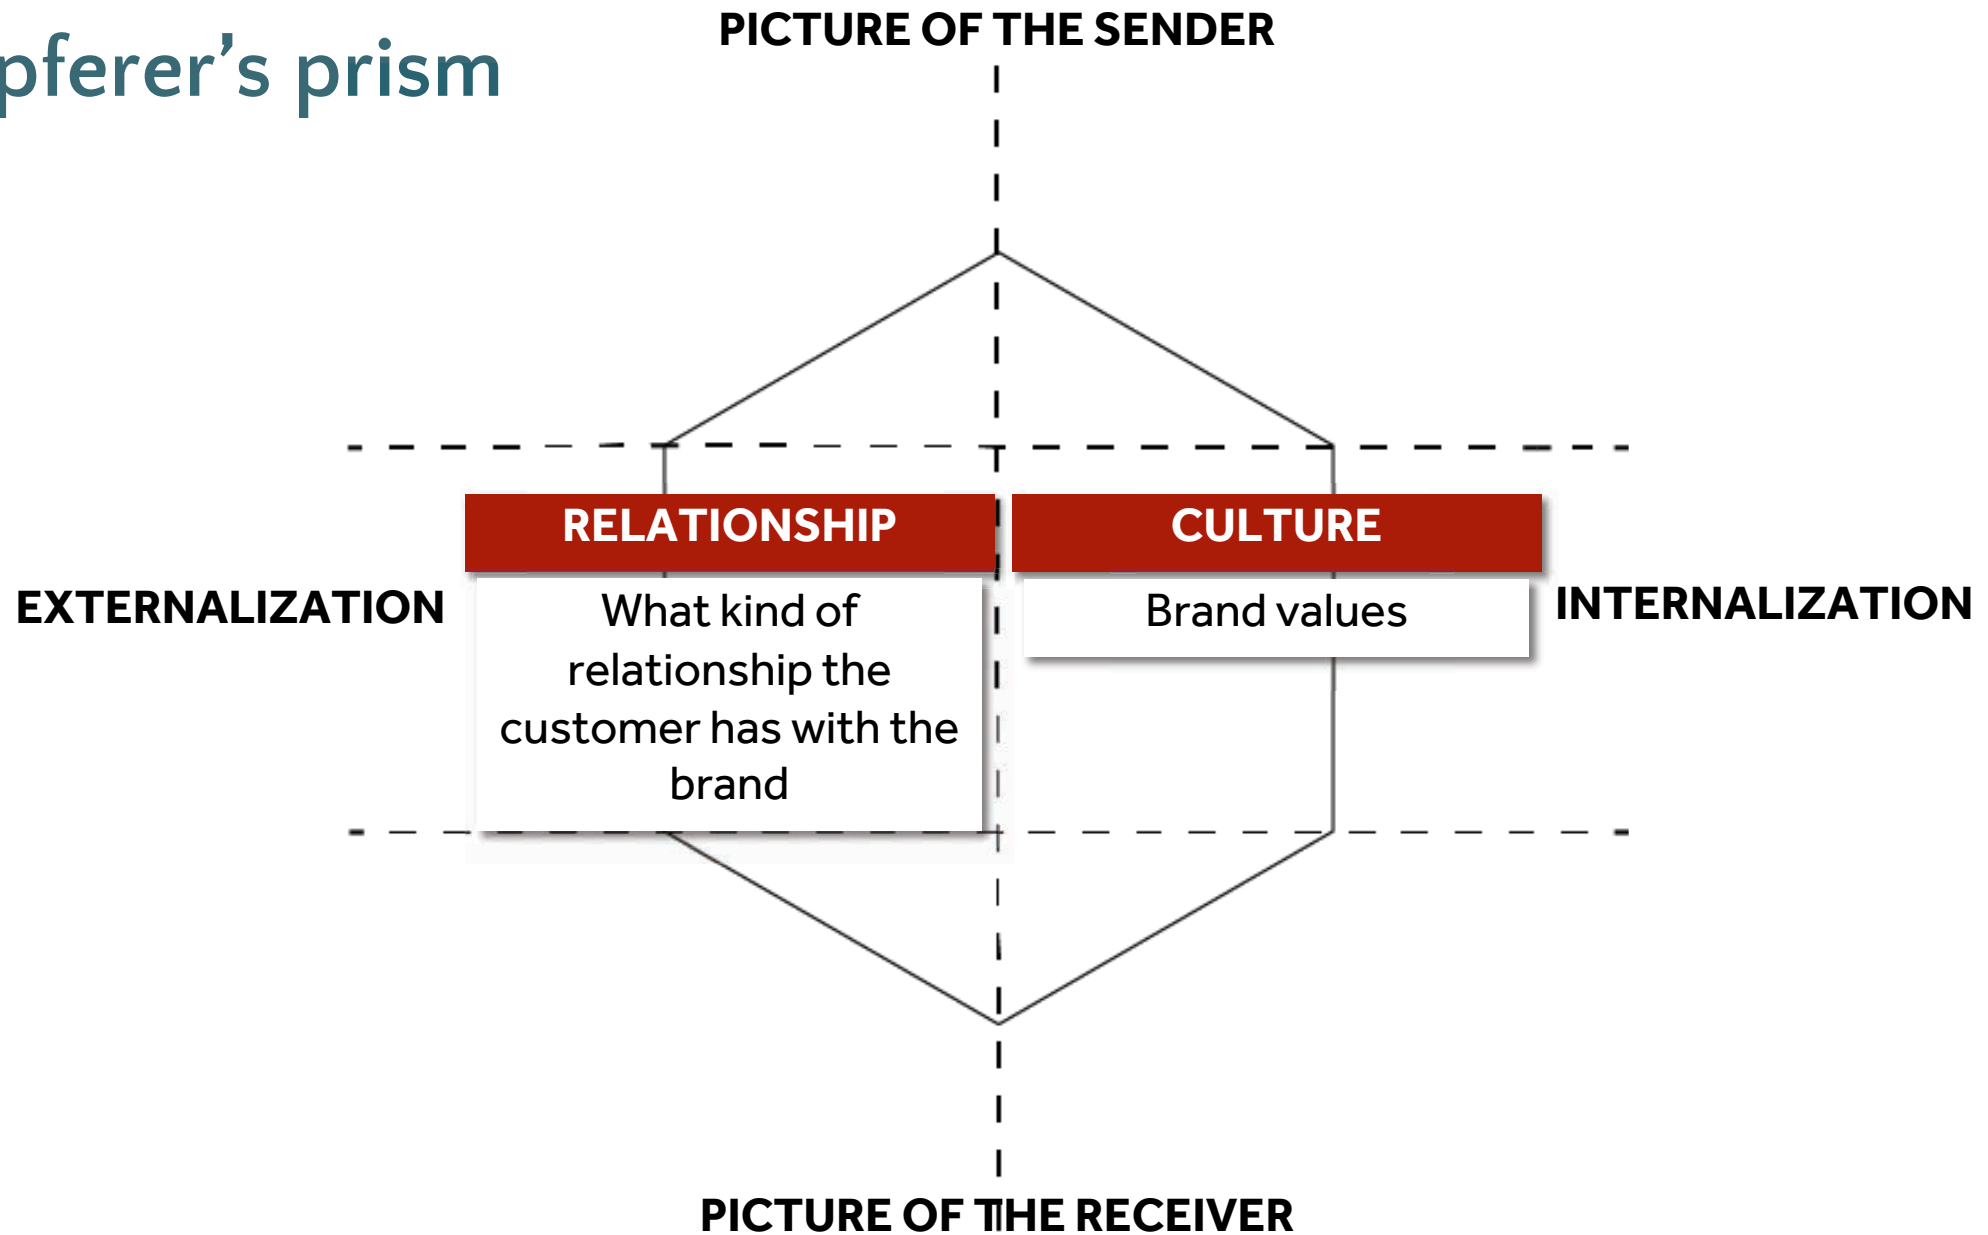 PICTURE OF THE SENDER
pferer's prism
RELATIONSHIP
CULTURE
EXTERNALIZATION
What kind of
relationship the
customer has with the
brand
Brand values
INTERNALIZATION
PICTURE OF THE RECEIVER